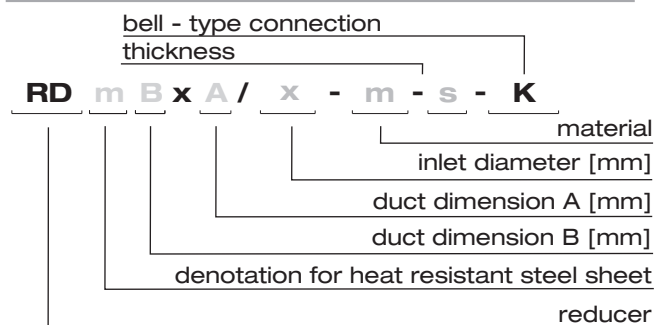 bell - type connection
thickness
RD m B x A / x - m - s - K
material
inlet diameter [mm]
duct dimension A [mm]
duct dimension B [mm]
denotation for heat resistant steel sheet
reducer